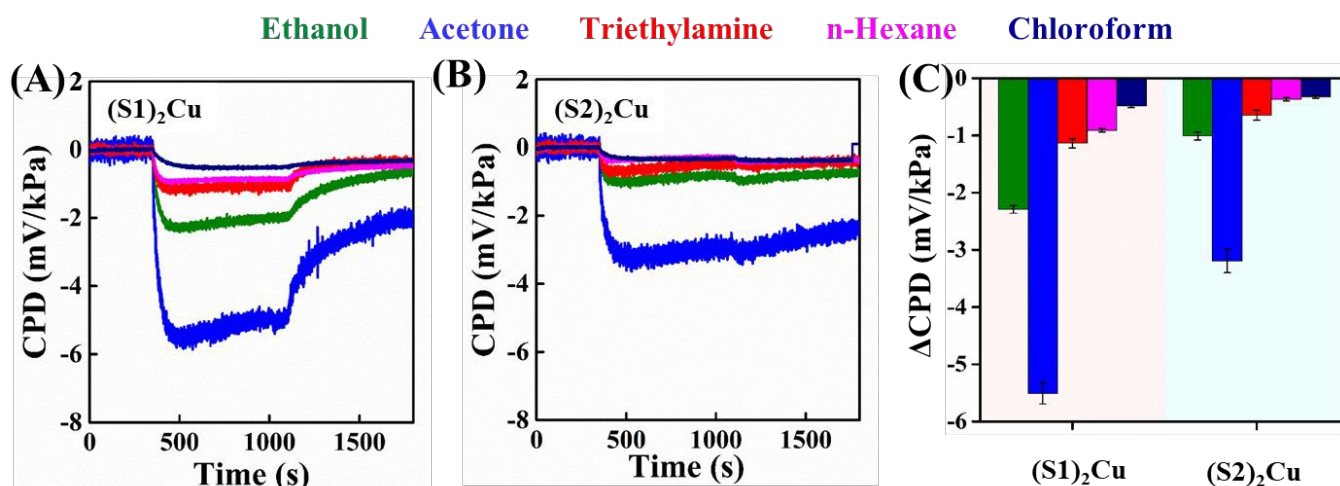 Ethanol Acetone Triethylamine n-Hexane Chloroform
(A)
(S1)₂Cu
CPD (mV/kPa)
2
0
-2
-4
-6
-8
0 500 1000 1500
Time (s)
(B)
(S2)₂Cu
CPD (mV/kPa)
2
0
-2
-4
-6
-8
0 500 1000 1500
Time (s)
(C)
ΔCPD (mV/kPa)
0
-1
-2
-3
-4
-5
-6
(S1)₂Cu (S2)₂Cu